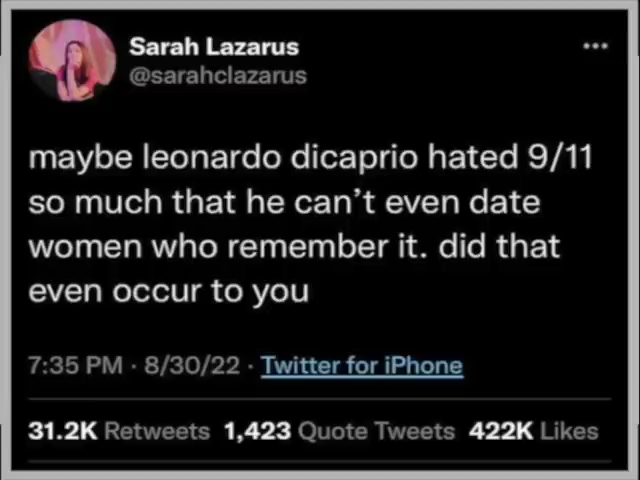 Sarah Lazarus
@sarahclazarus
maybe leonardo dicaprio hated 9/11
so much that he can't even date
women who remember it. did that
even occur to you
7:35 PM · 8/30/22 · Twitter for iPhone
31.2K Retweets 1,423 Quote Tweets 422K Likes